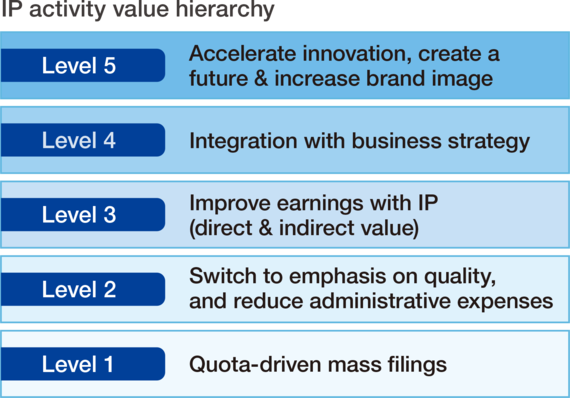 IP activity value hierarchy
Level 5
Accelerate innovation, create a
future & increase brand image
Level 4
Integration with business strategy
Level 3
Improve earnings with IP
(direct & indirect value)
Level 2
Switch to emphasis on quality,
and reduce administrative expenses
Level 1
Quota-driven mass filings